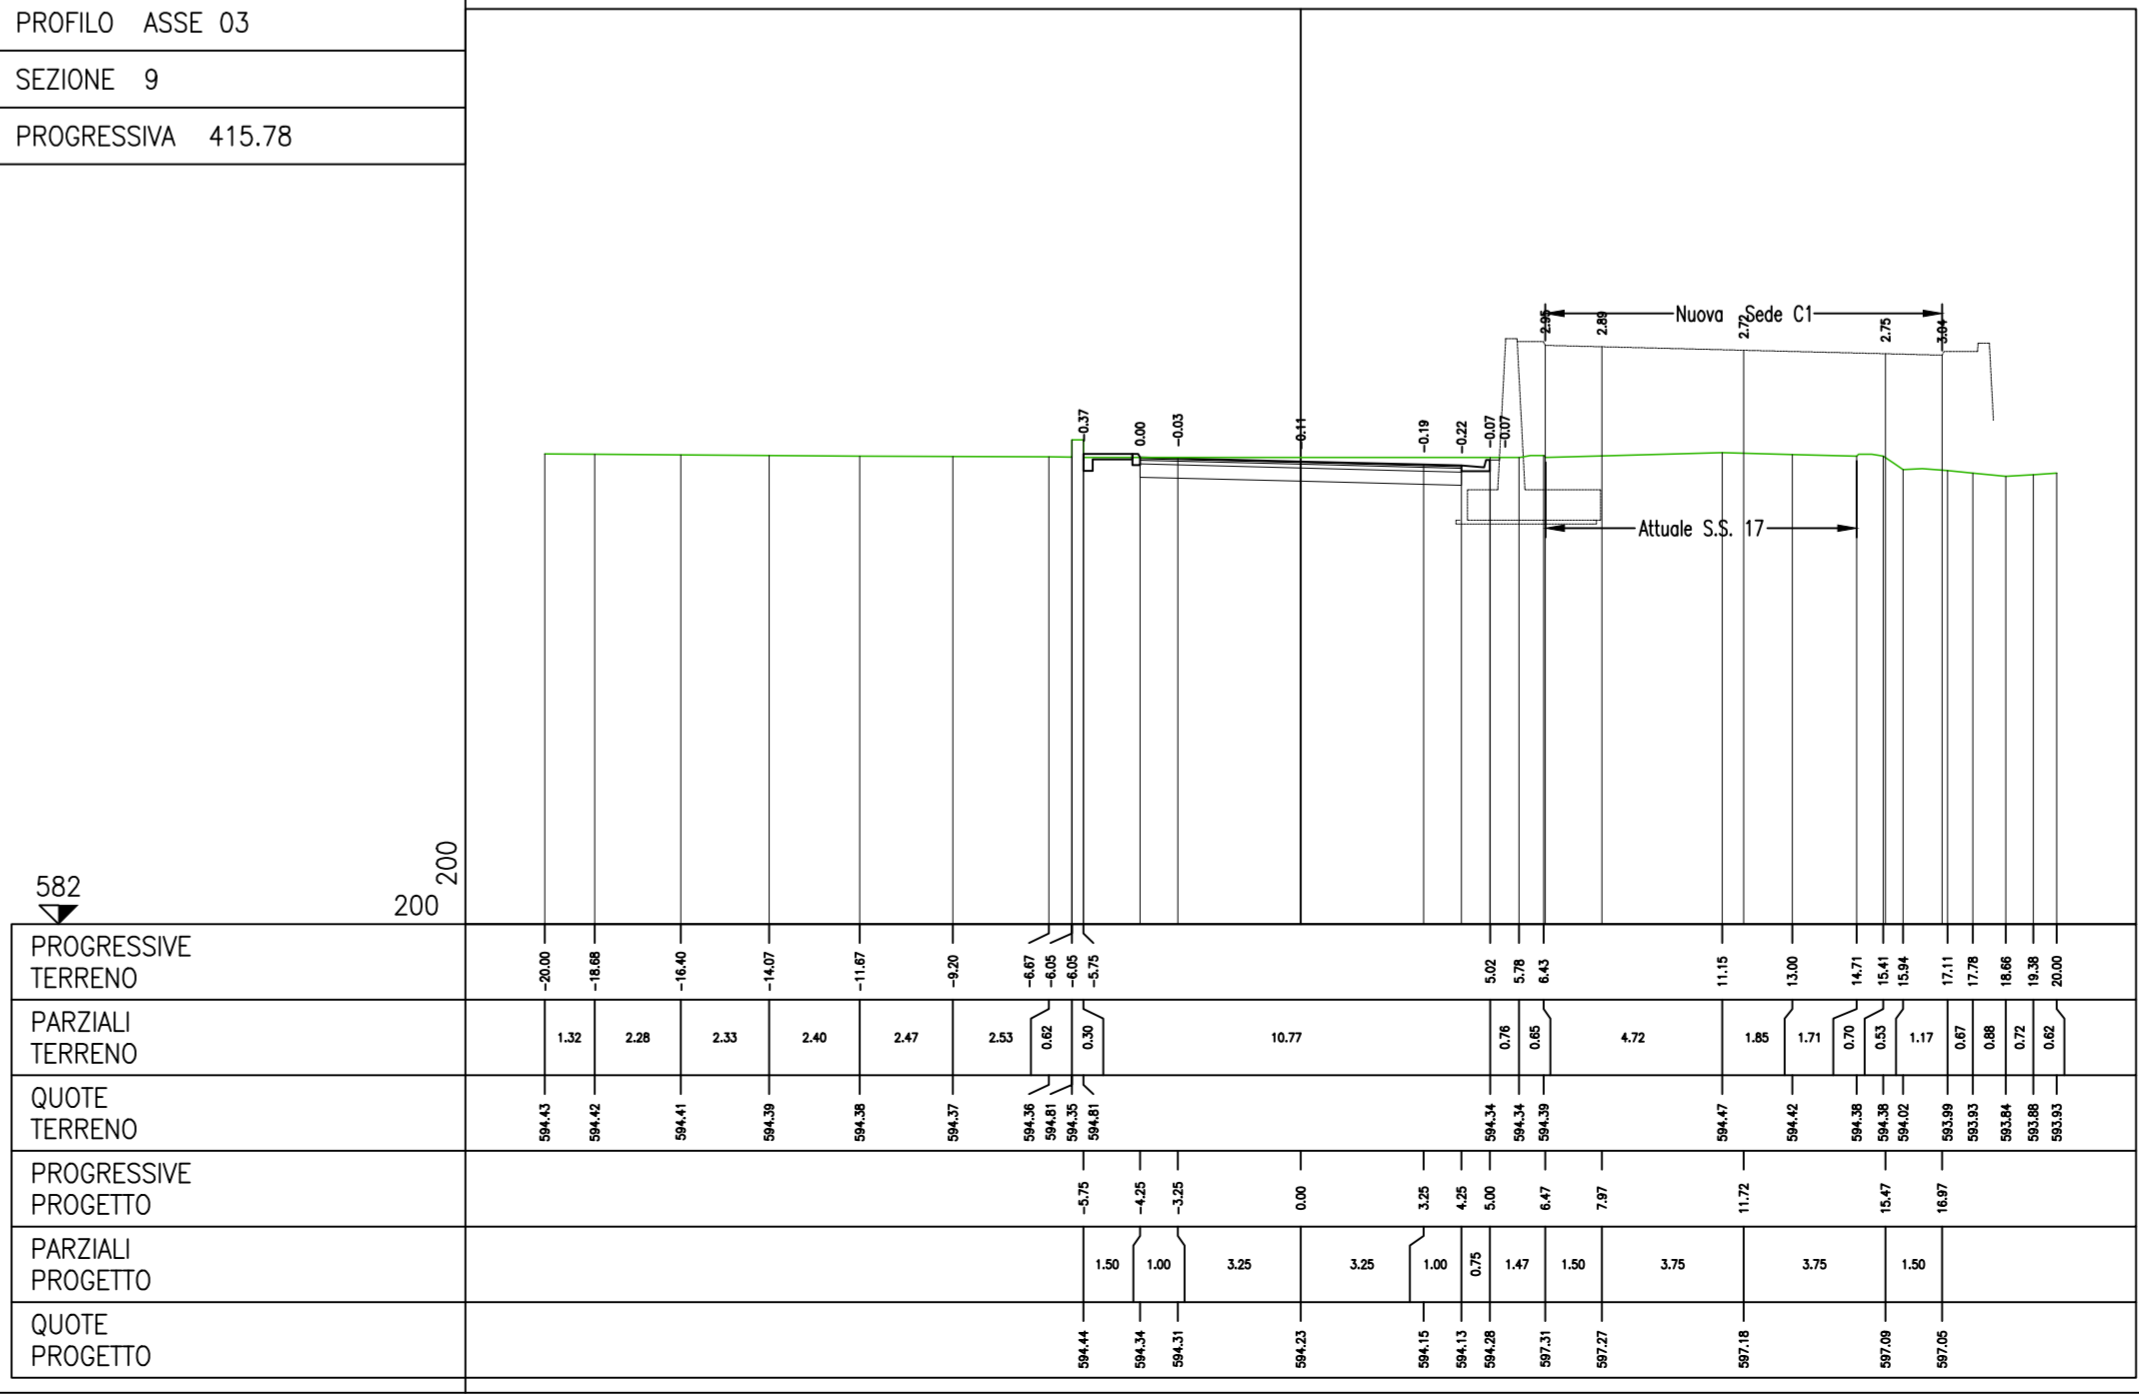 PROFILO ASSE 03
SEZIONE 9
PROGRESSIVA 415.78
Nuova Sede C1
2.95 2.89 2.72 2.75 3.04
-0.37 0.00 -0.03 -0.11 -0.19 -0.22 -0.07 -0.07
Attuale S.S. 17
200
582
200
PROGRESSIVE
TERRENO
-20.00 -18.68 -16.40 -14.07 -11.67 -9.20 -6.67 -6.05 -6.05 -5.75 5.02 5.78 6.43 11.15 13.00 14.71 15.41 15.94 17.11 17.78 18.66 19.38 20.00
PARZIALI
TERRENO
1.32 2.28 2.33 2.40 2.47 2.53 0.62 0.30 10.77 0.76 0.65 4.72 1.85 1.71 0.70 0.53 1.17 0.67 0.88 0.72 0.62
QUOTE
TERRENO
594.43 594.42 594.41 594.39 594.38 594.37 594.36 594.81 594.35 594.81 594.34 594.34 594.39 594.47 594.42 594.38 594.38 594.02 593.99 593.93 593.84 593.88 593.93
PROGRESSIVE
PROGETTO
-5.75 -4.25 -3.25 0.00 3.25 4.25 5.00 6.47 7.97 11.72 15.47 16.97
PARZIALI
PROGETTO
1.50 1.00 3.25 3.25 1.00 0.75 1.47 1.50 3.75 3.75 1.50
QUOTE
PROGETTO
594.44 594.34 594.31 594.23 594.15 594.13 594.28 597.31 597.27 597.18 597.09 597.05